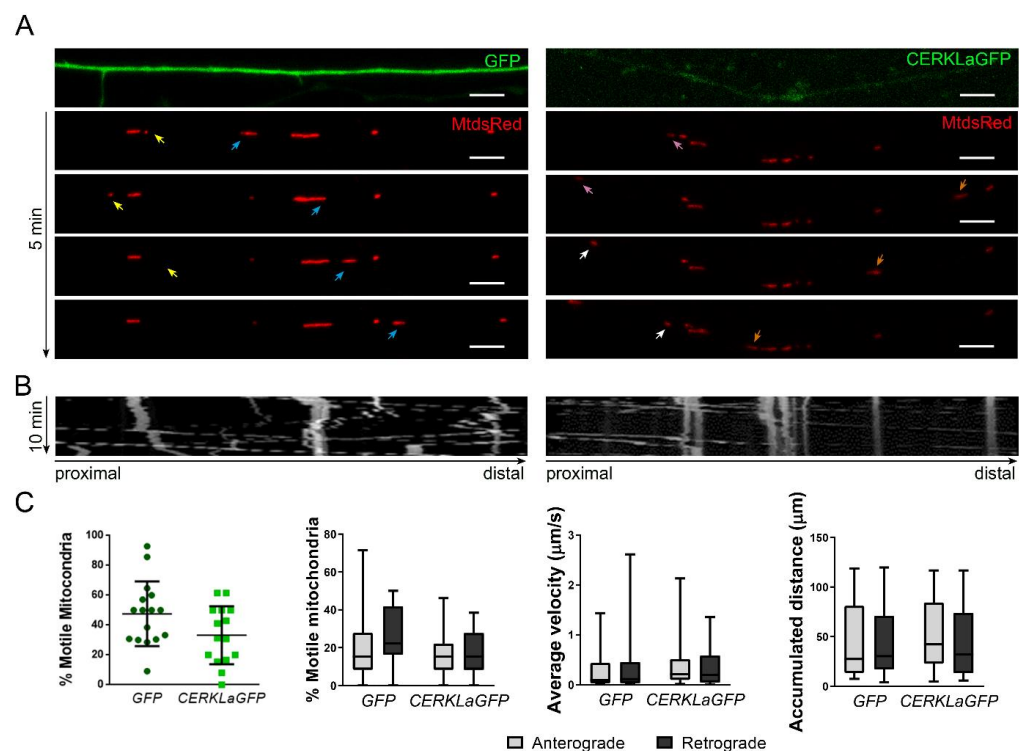 A
GFP
CERKLaGFP
MtdsRed
MtdsRed
5 min
B
10 min
proximal
distal
proximal
distal
C
% Motile Mitocondria
100
80
60
40
20
0
GFP
CERKLaGFP
% Motile mitochondria
80
60
40
20
0
GFP
CERKLaGFP
Average velocity (μm/s)
3
2
1
0
GFP
CERKLaGFP
Accumulated distance (μm)
150
100
50
0
GFP
CERKLaGFP
Anterograde
Retrograde